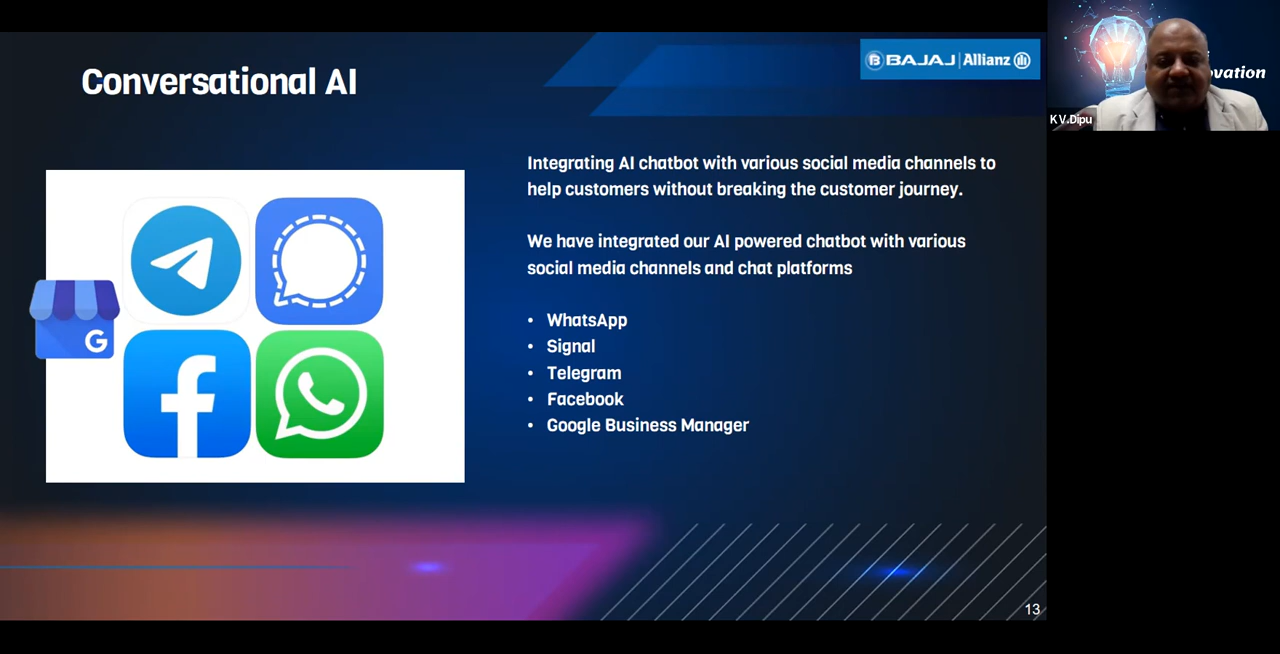 Conversational AI
BAJAJ | Allianz
Integrating AI chatbot with various social media channels to
help customers without breaking the customer journey.
We have integrated our AI powered chatbot with various
social media channels and chat platforms
• WhatsApp
• Signal
• Telegram
• Facebook
• Google Business Manager
G
13
K V.Dipu